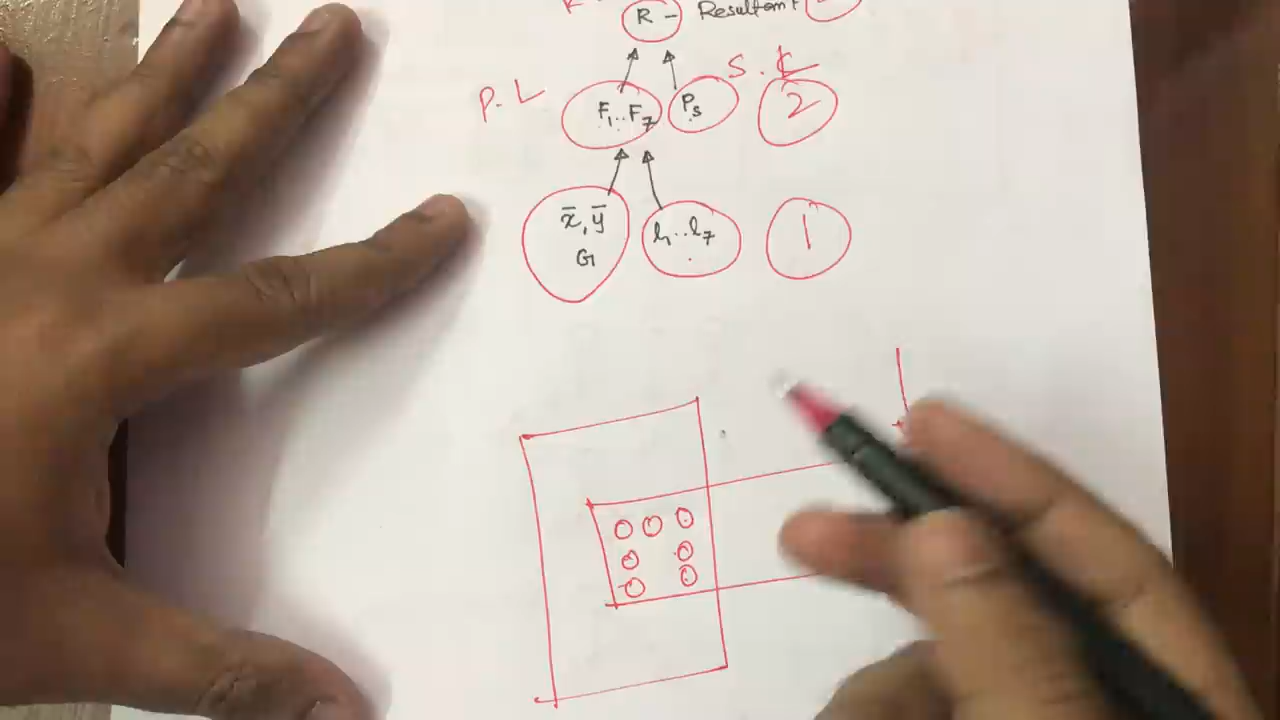 R - Resultant
P.L F₁..F₇ Pₛ S.L 2
x̄, ȳ l₁..l₇ 1
G